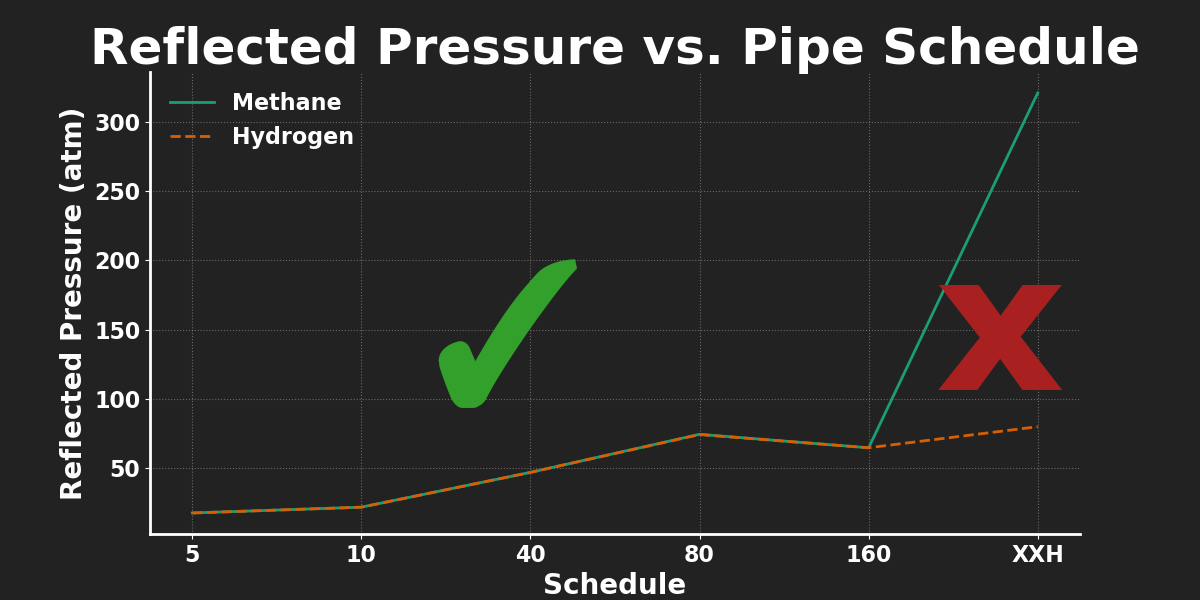 Reflected Pressure vs. Pipe Schedule
Methane
Hydrogen
Reflected Pressure (atm)
300
250
200
150
100
50
5 10 40 80 160 XXH
Schedule